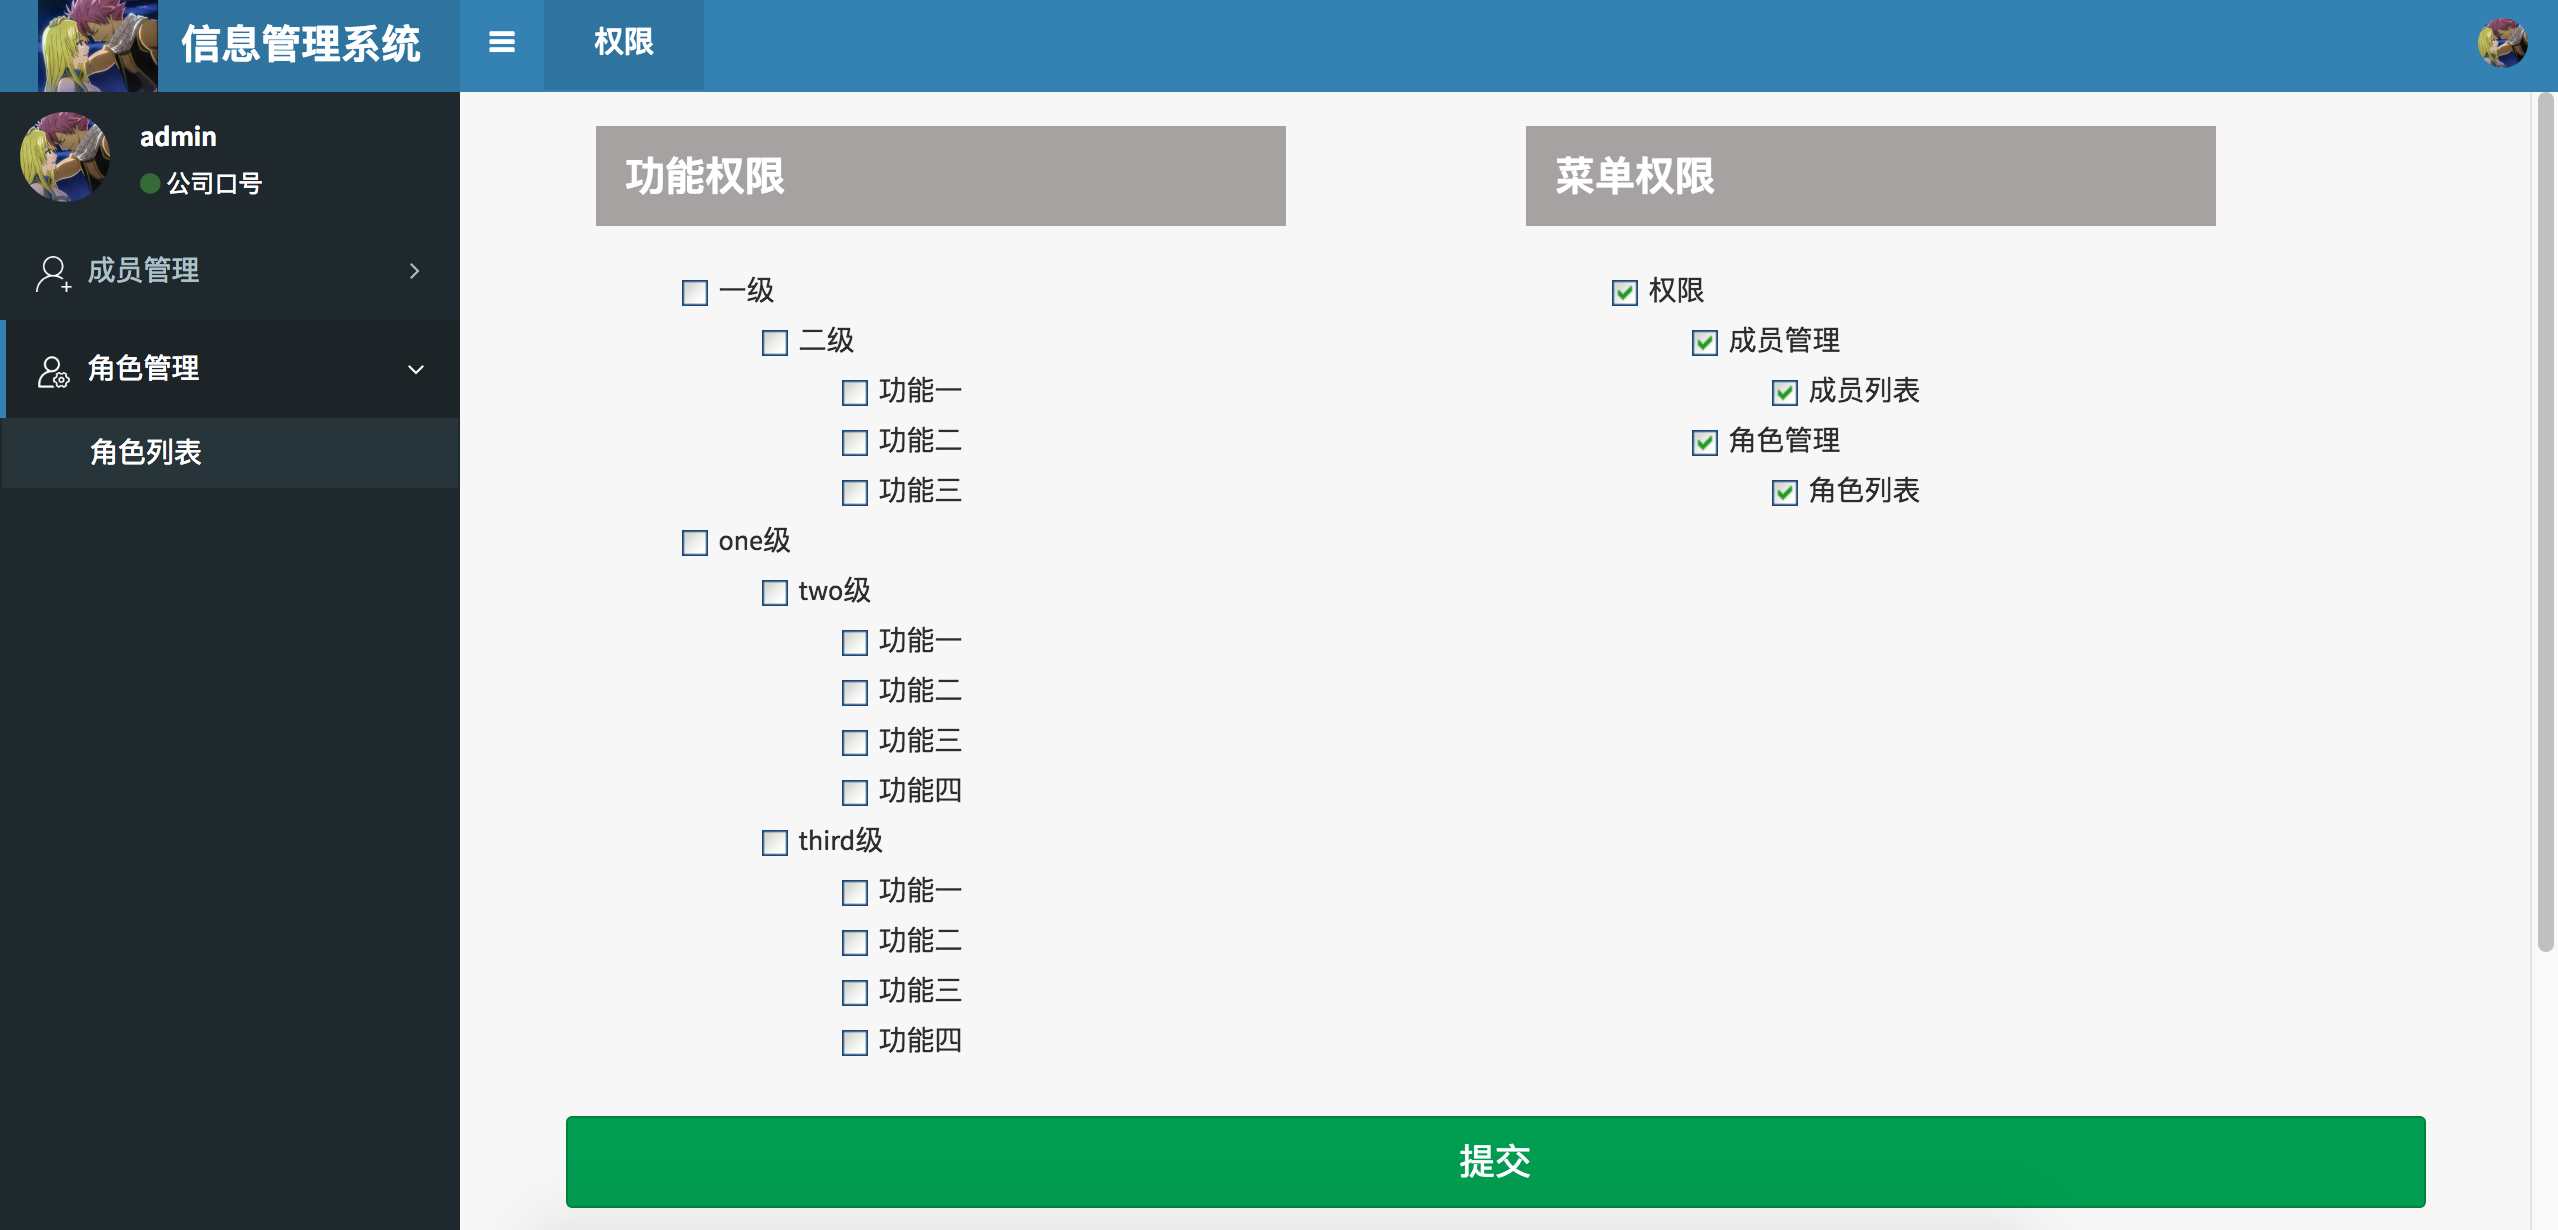 信息管理系统
权限
admin
公司口号
成员管理
角色管理
角色列表
功能权限
一级
二级
功能一
功能二
功能三
one级
two级
功能一
功能二
功能三
功能四
third级
功能一
功能二
功能三
功能四
菜单权限
权限
成员管理
成员列表
角色管理
角色列表
提交